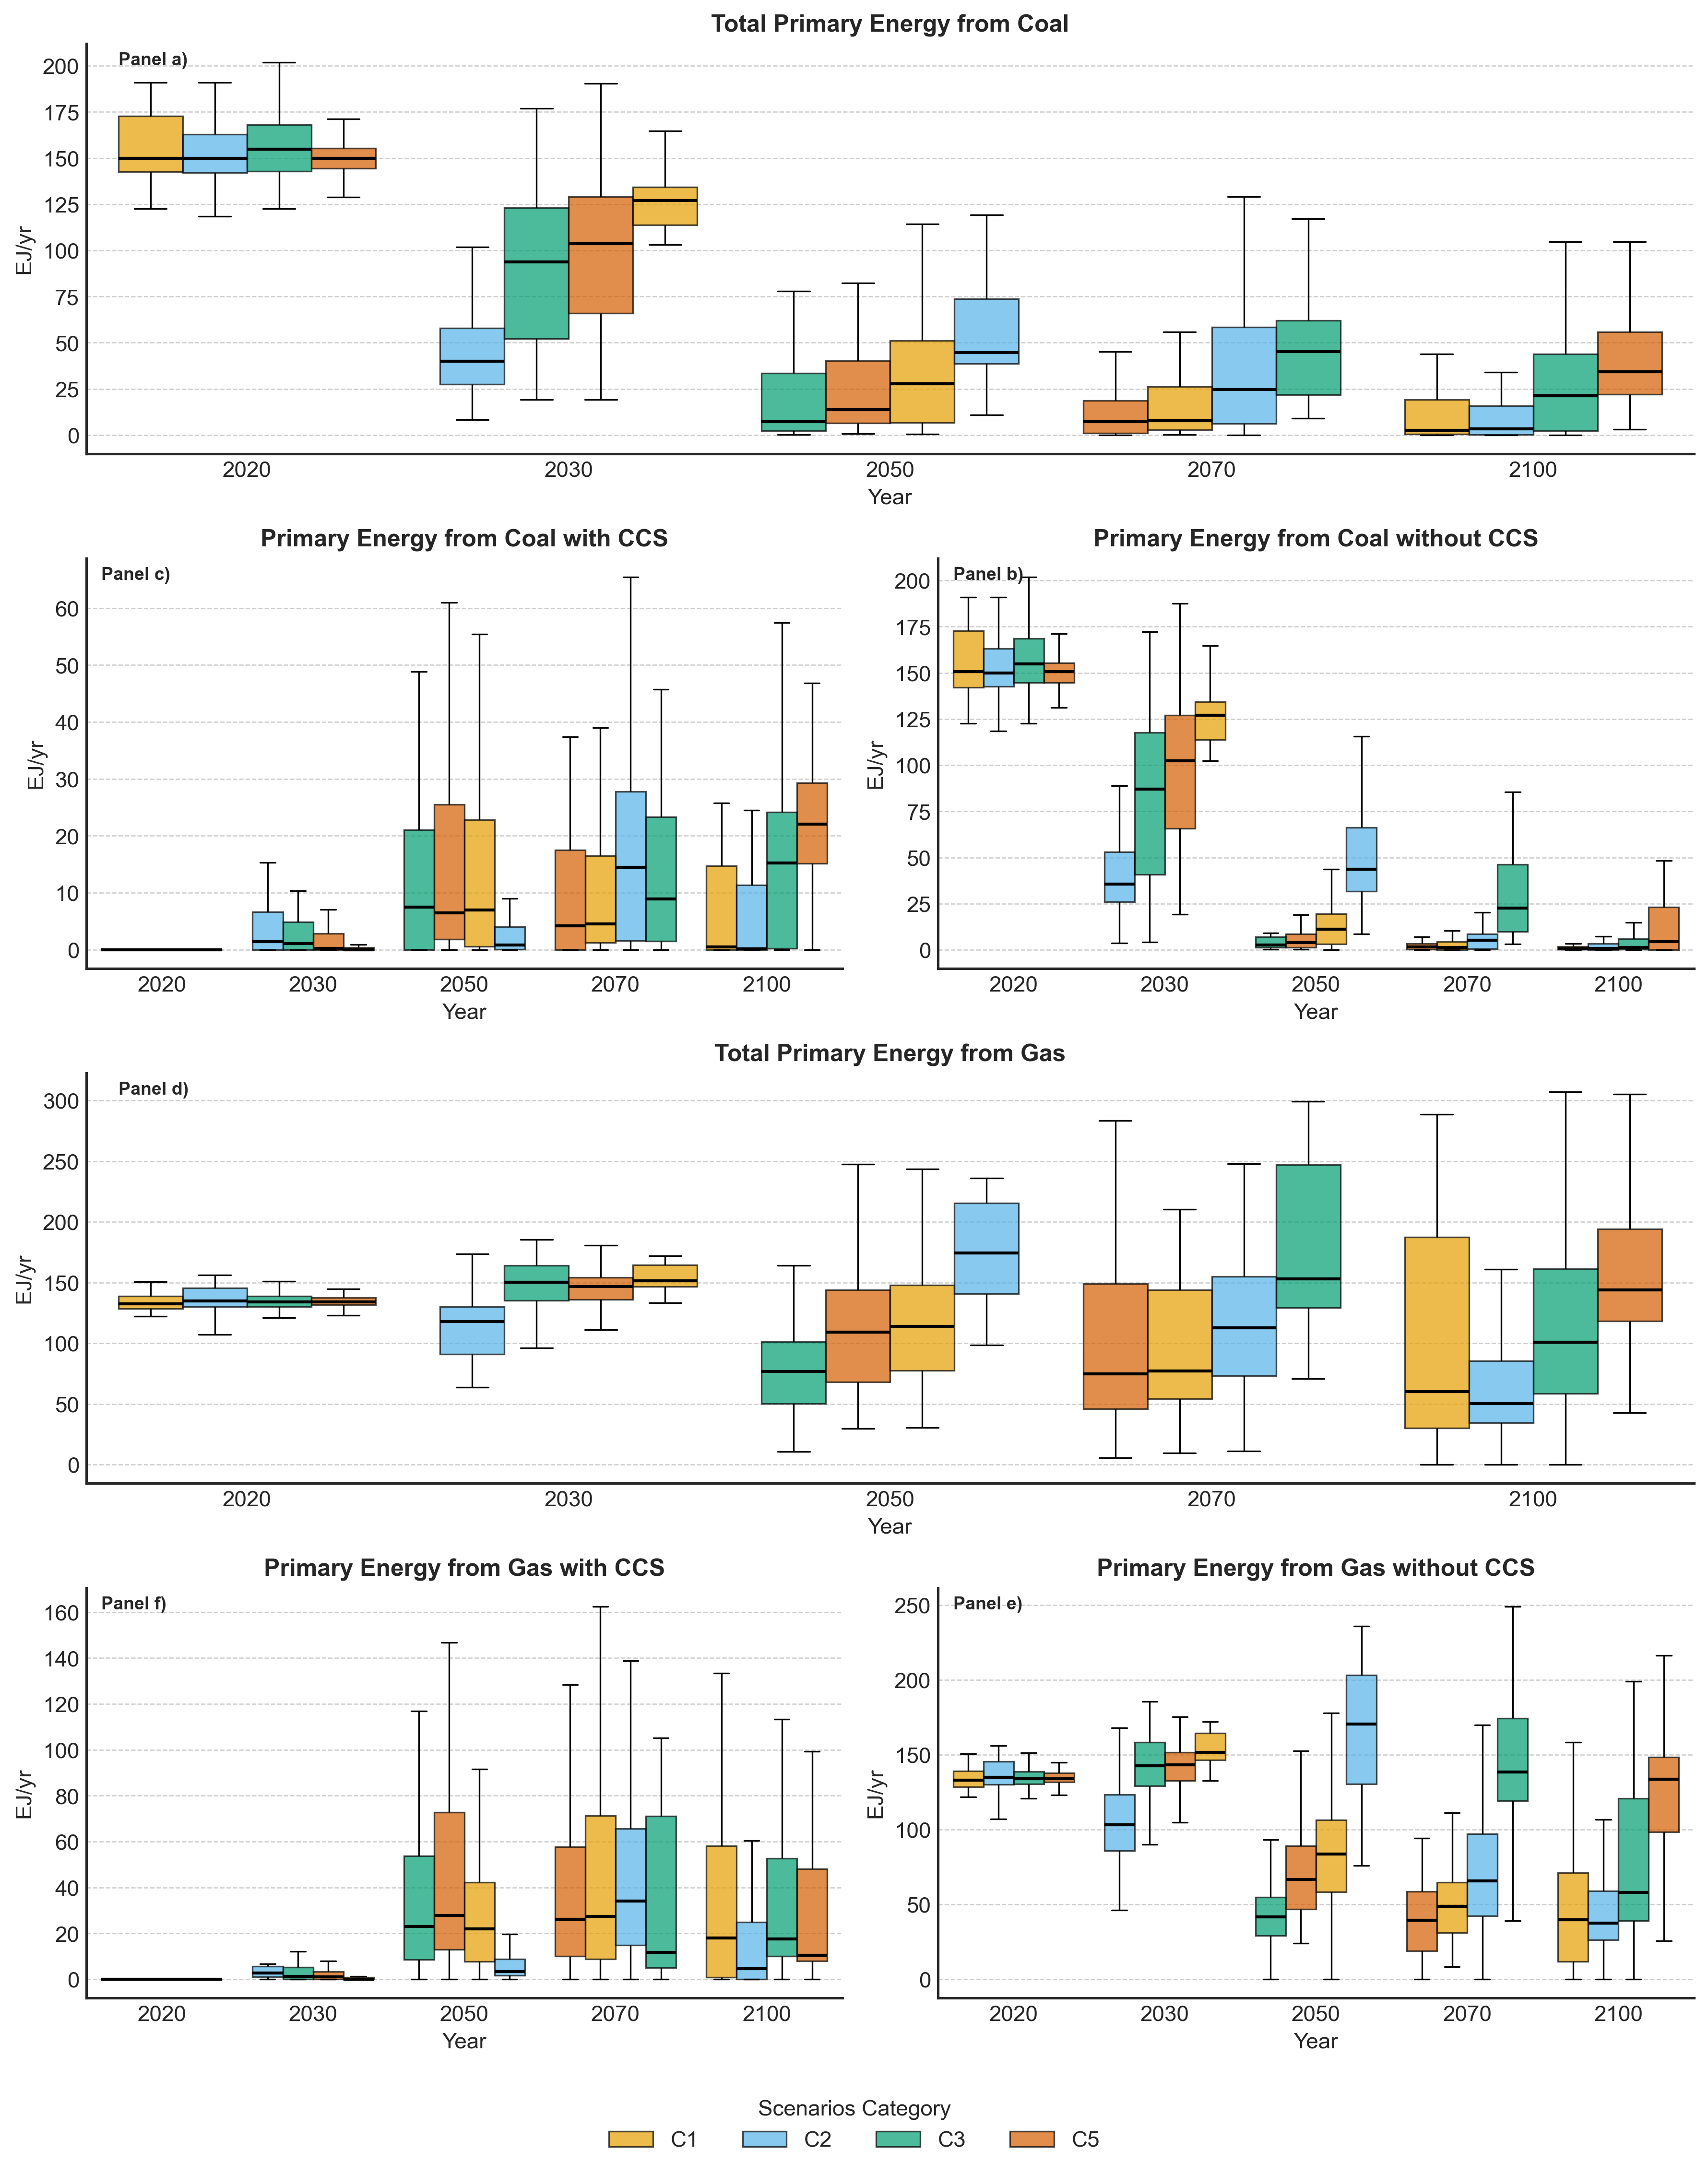 Total Primary Energy from Coal
Panel a)
200
175
150
125
100
75
50
25
0
EJ/yr
2020 2030 2050 2070 2100
Year
Primary Energy from Coal with CCS
Panel c)
60
50
40
30
20
10
0
EJ/yr
2020 2030 2050 2070 2100
Year
Primary Energy from Coal without CCS
Panel b)
200
175
150
125
100
75
50
25
0
EJ/yr
2020 2030 2050 2070 2100
Year
Total Primary Energy from Gas
Panel d)
300
250
200
150
100
50
0
EJ/yr
2020 2030 2050 2070 2100
Year
Primary Energy from Gas with CCS
Panel f)
160
140
120
100
80
60
40
20
0
EJ/yr
2020 2030 2050 2070 2100
Year
Primary Energy from Gas without CCS
Panel e)
250
200
150
100
50
0
EJ/yr
2020 2030 2050 2070 2100
Year
Scenarios Category
C1 C2 C3 C5